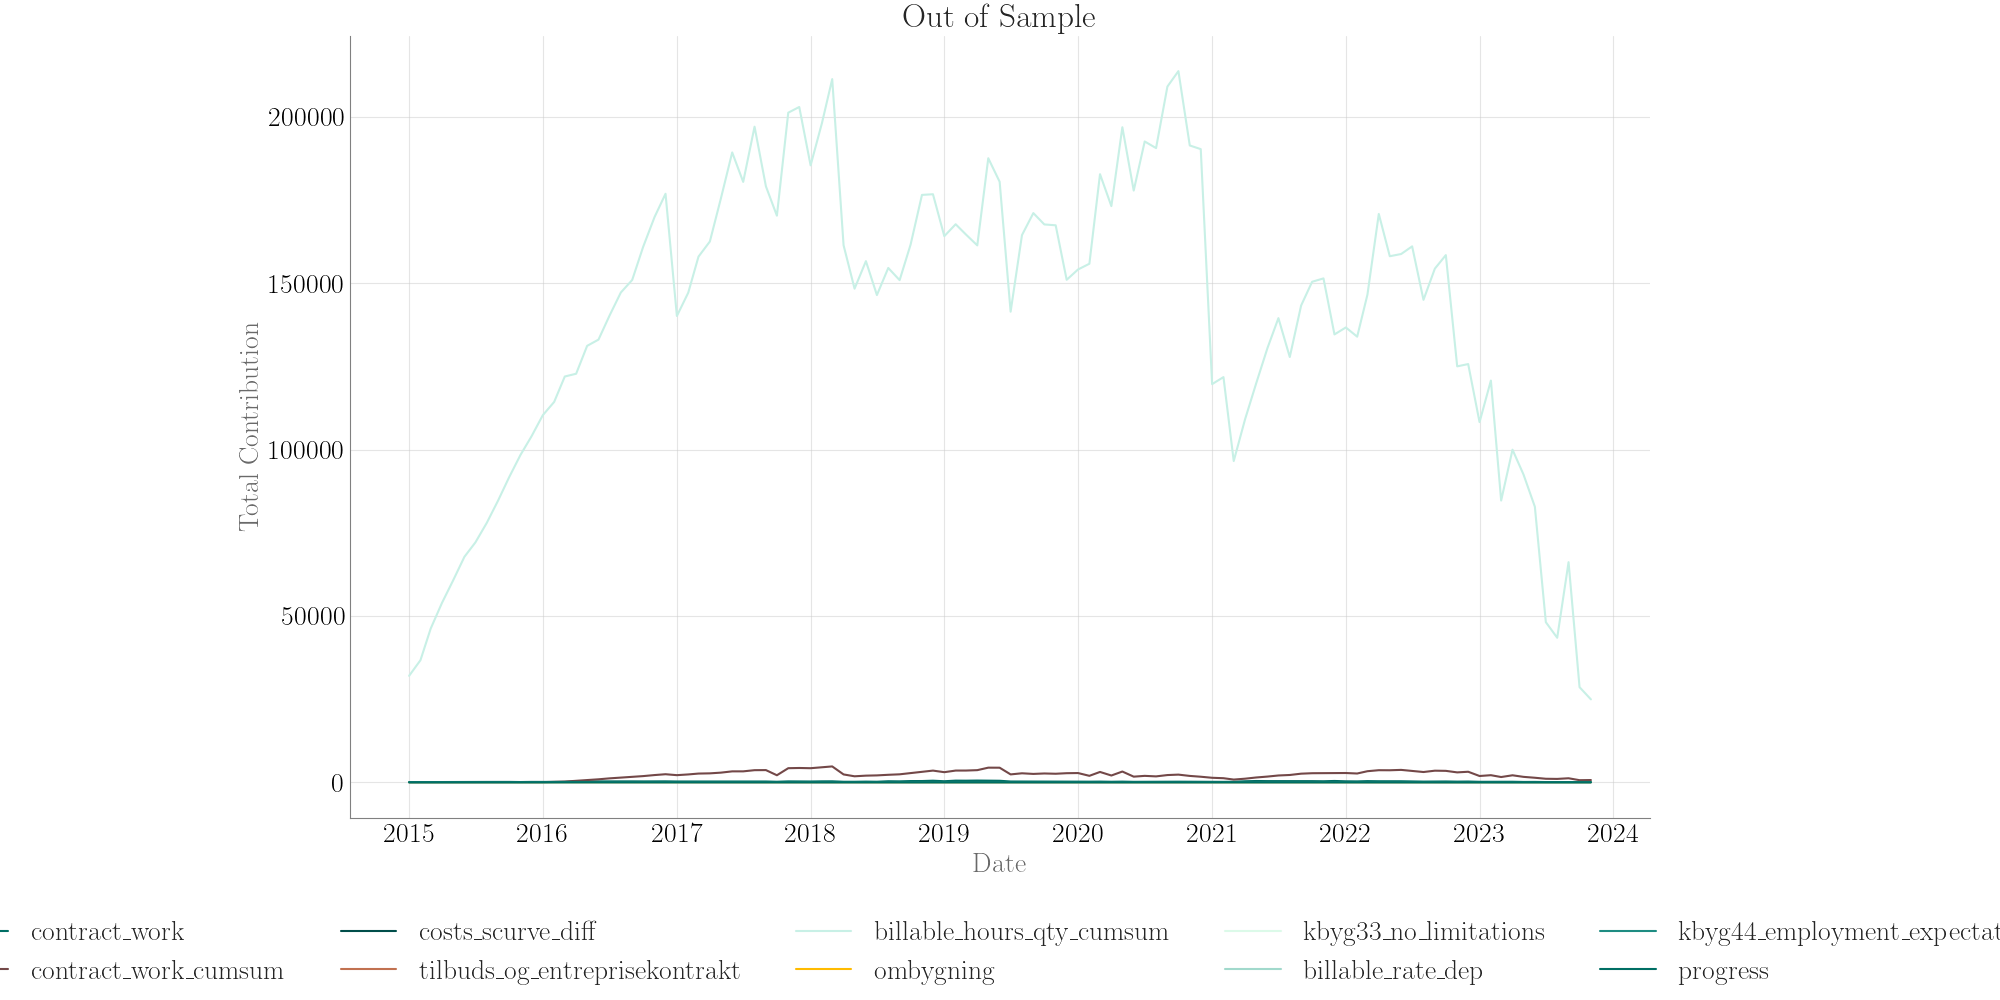 Out of Sample
200000
150000
100000
50000
0
Total Contribution
2015 2016 2017 2018 2019 2020 2021 2022 2023 2024
Date
contract_work costs_scurve_diff billable_hours_qty_cumsum kbyg33_no_limitations kbyg44_employment_expectat
contract_work_cumsum tilbuds_og_entreprisekontrakt ombygning billable_rate_dep progress